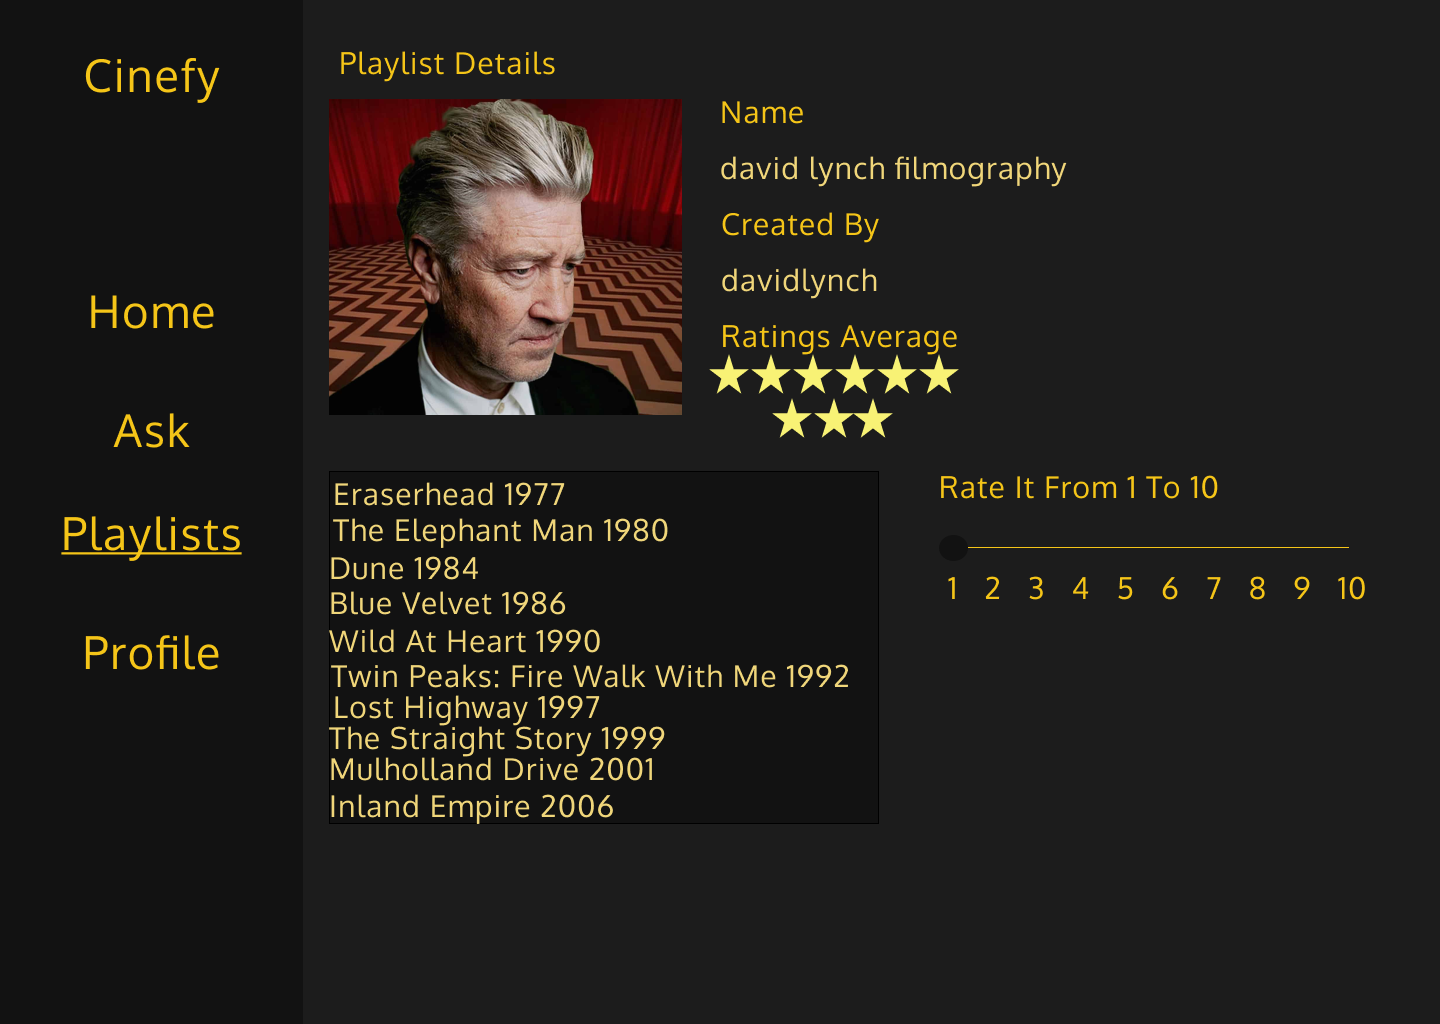 Cinefy
Home
Ask
Playlists
Profile
Playlist Details
Name
david lynch filmography
Created By
davidlynch
Ratings Average
Eraserhead 1977
The Elephant Man 1980
Dune 1984
Blue Velvet 1986
Wild At Heart 1990
Twin Peaks: Fire Walk With Me 1992
Lost Highway 1997
The Straight Story 1999
Mulholland Drive 2001
Inland Empire 2006
Rate It From 1 To 10
1 2 3 4 5 6 7 8 9 10